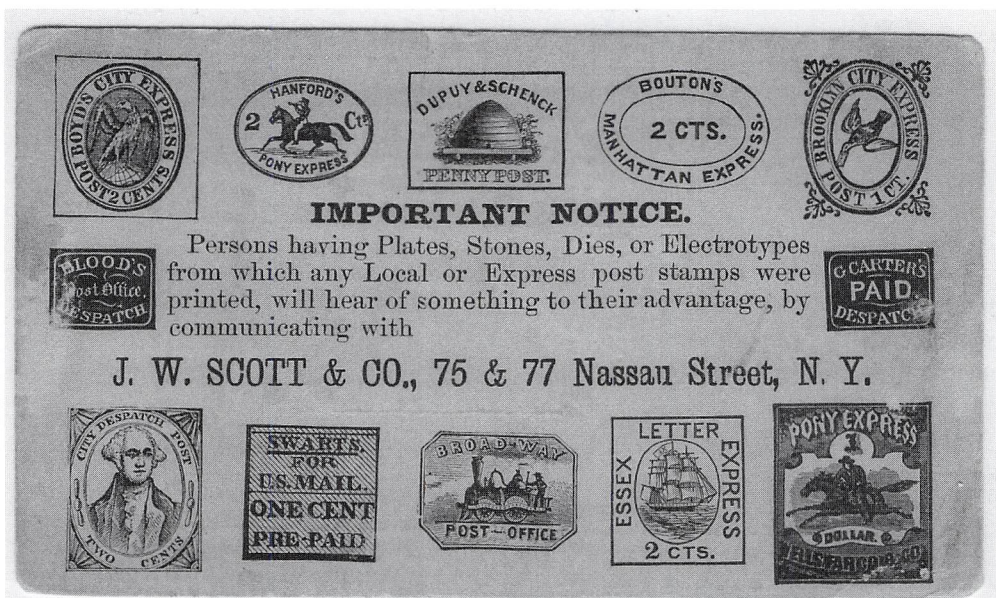 BOYD'S CITY EXPRESS
POST 2 CENTS
HANFORD'S
2 Cts
PONY EXPRESS
DUPUY & SCHENCK
PENNY POST.
BOUTON'S
2 CTS.
MANHATTAN EXPRESS.
BROOKLYN CITY EXPRESS
POST 1 CT.
IMPORTANT NOTICE.
Persons having Plates, Stones, Dies, or Electrotypes
from which any Local or Express post stamps were
printed, will hear of something to their advantage, by
communicating with
BLOOD'S
Post Office
DESPATCH
G CARTER'S
PAID
DESPATCH
J. W. SCOTT & CO., 75 & 77 Nassau Street, N. Y.
CITY DESPATCH POST
TWO CENTS
SWARTS.
FOR
U.S. MAIL.
ONE CENT
PRE-PAID
BROAD-WAY
POST-OFFICE
LETTER
ESSEX
EXPRESS
2 CTS.
PONY EXPRESS
1
DOLLAR.
WELLS FARGO & CO